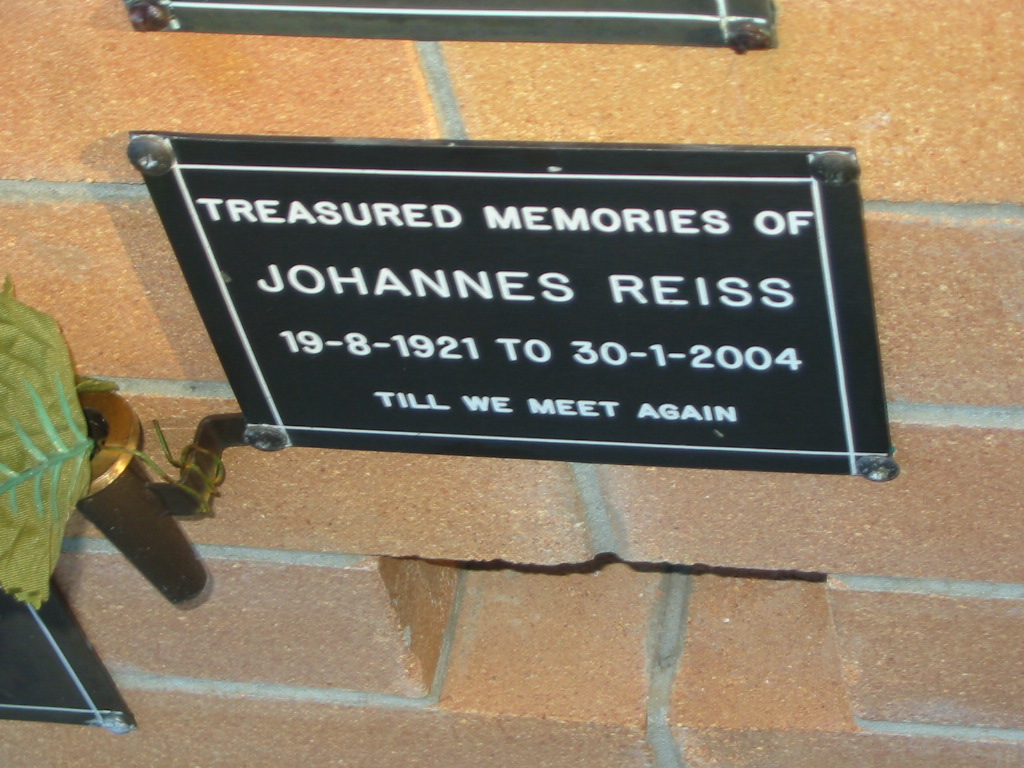 TREASURED MEMORIES OF
JOHANNES REISS
19-8-1921 TO 30-1-2004
TILL WE MEET AGAIN